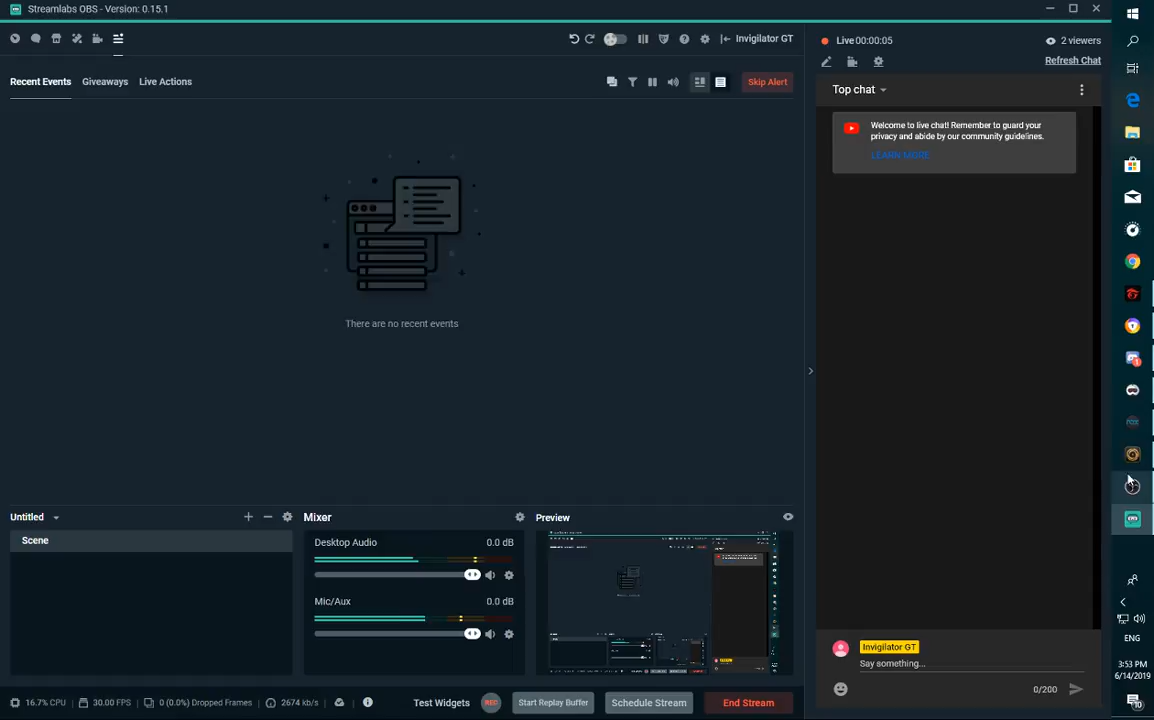 Streamlabs OBS - Version: 0.15.1
Invigilator GT
Recent Events
Giveaways
Live Actions
Skip Alert
There are no recent events
Live 00:00:05
2 viewers
Refresh Chat
Top chat
Welcome to live chat! Remember to guard your
privacy and abide by our community guidelines.
LEARN MORE
Untitled
Scene
Mixer
Desktop Audio
0.0 dB
Mic/Aux
0.0 dB
Preview
Invigilator GT
Say something...
0/200
16.7% CPU
30.00 FPS
0 (0.0%) Dropped Frames
2674 kb/s
Test Widgets
REC
Start Replay Buffer
Schedule Stream
End Stream
ENG
3:53 PM
6/14/2019
10